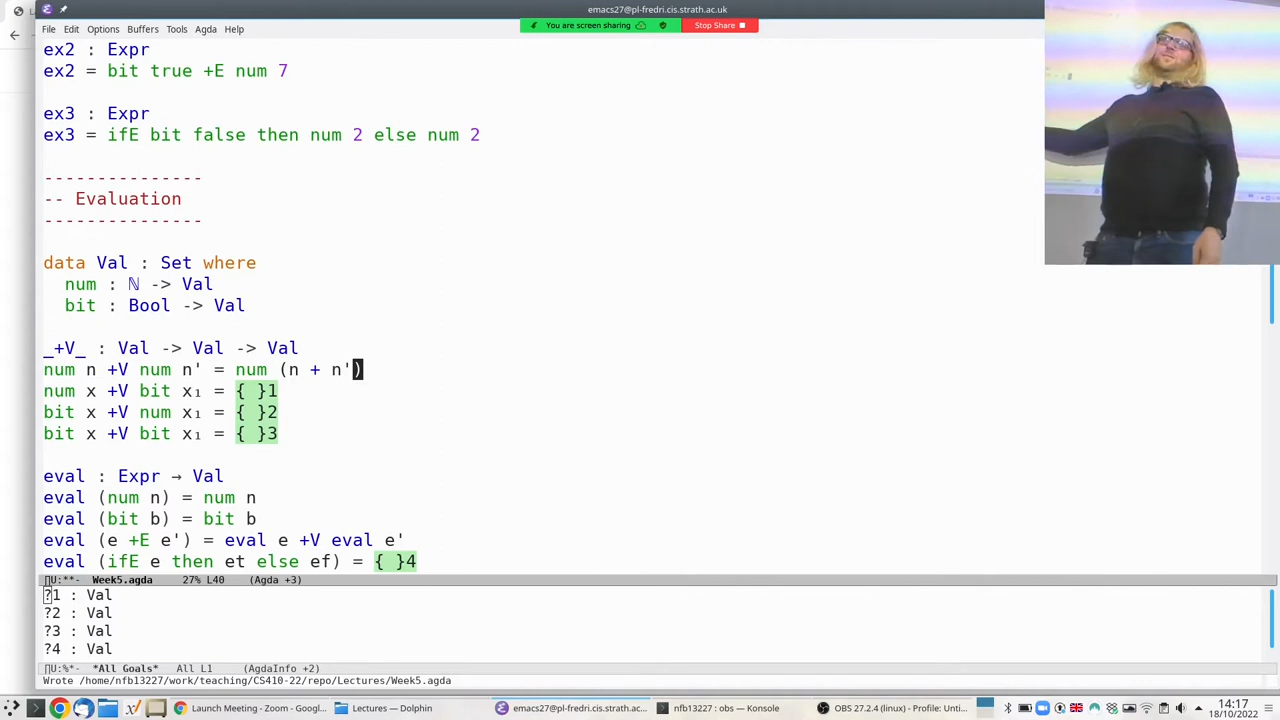 emacs27@pl-fredri.cis.strath.ac.uk
File Edit Options Buffers Tools Agda Help
You are screen sharing Stop Share
ex2 : Expr
ex2 = bit true +E num 7
ex3 : Expr
ex3 = ifE bit false then num 2 else num 2
--------------
-- Evaluation
--------------
data Val : Set where
num : ℕ -> Val
bit : Bool -> Val
_+V_ : Val -> Val -> Val
num n +V num n' = num (n + n')
num x +V bit x₁ = { }1
bit x +V num x₁ = { }2
bit x +V bit x₁ = { }3
eval : Expr → Val
eval (num n) = num n
eval (bit b) = bit b
eval (e +E e') = eval e +V eval e'
eval (ifE e then et else ef) = { }4
U:**- Week5.agda 27% L40 (Agda +3)
?1 : Val
?2 : Val
?3 : Val
?4 : Val
U:%*- *All Goals* All L1 (AgdaInfo +2)
Wrote /home/nfb13227/work/teaching/CS410-22/repo/Lectures/Week5.agda
Launch Meeting - Zoom - Googl... Lectures — Dolphin emacs27@pl-fredri.cis.strath.ac.uk... nfb13227 : obs — Konsole OBS 27.2.4 (linux) - Profile: Unti... 14:17
18/10/2022